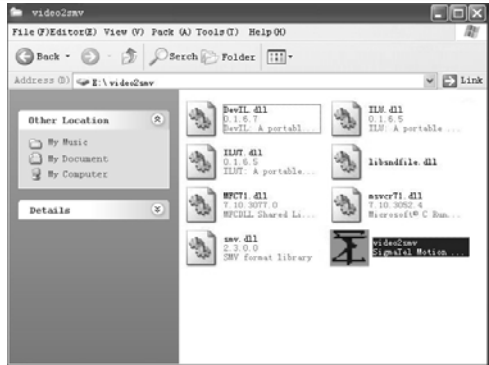 video2smv
File(F)Editor(E) View (V) Pack (A) Tools(T) Help(H)
Back Serch Folder
Address (D) E:\video2smv Link
Other Location
My Music
My Document
My Computer
Details
DevIL.dll
0.1.6.7
DevIL: A portabl...
ILU.dll
0.1.6.5
ILU: A portable...
ILUT.dll
0.1.6.5
ILUT: A portable...
libsndfile.dll
MFC71.dll
7.10.3077.0
MFCDLL Shared Li...
msvcr71.dll
7.10.3052.4
Microsoft® C Run...
smv.dll
2.3.0.0
SMV format library
video2smv
SigmaTel Motion ...